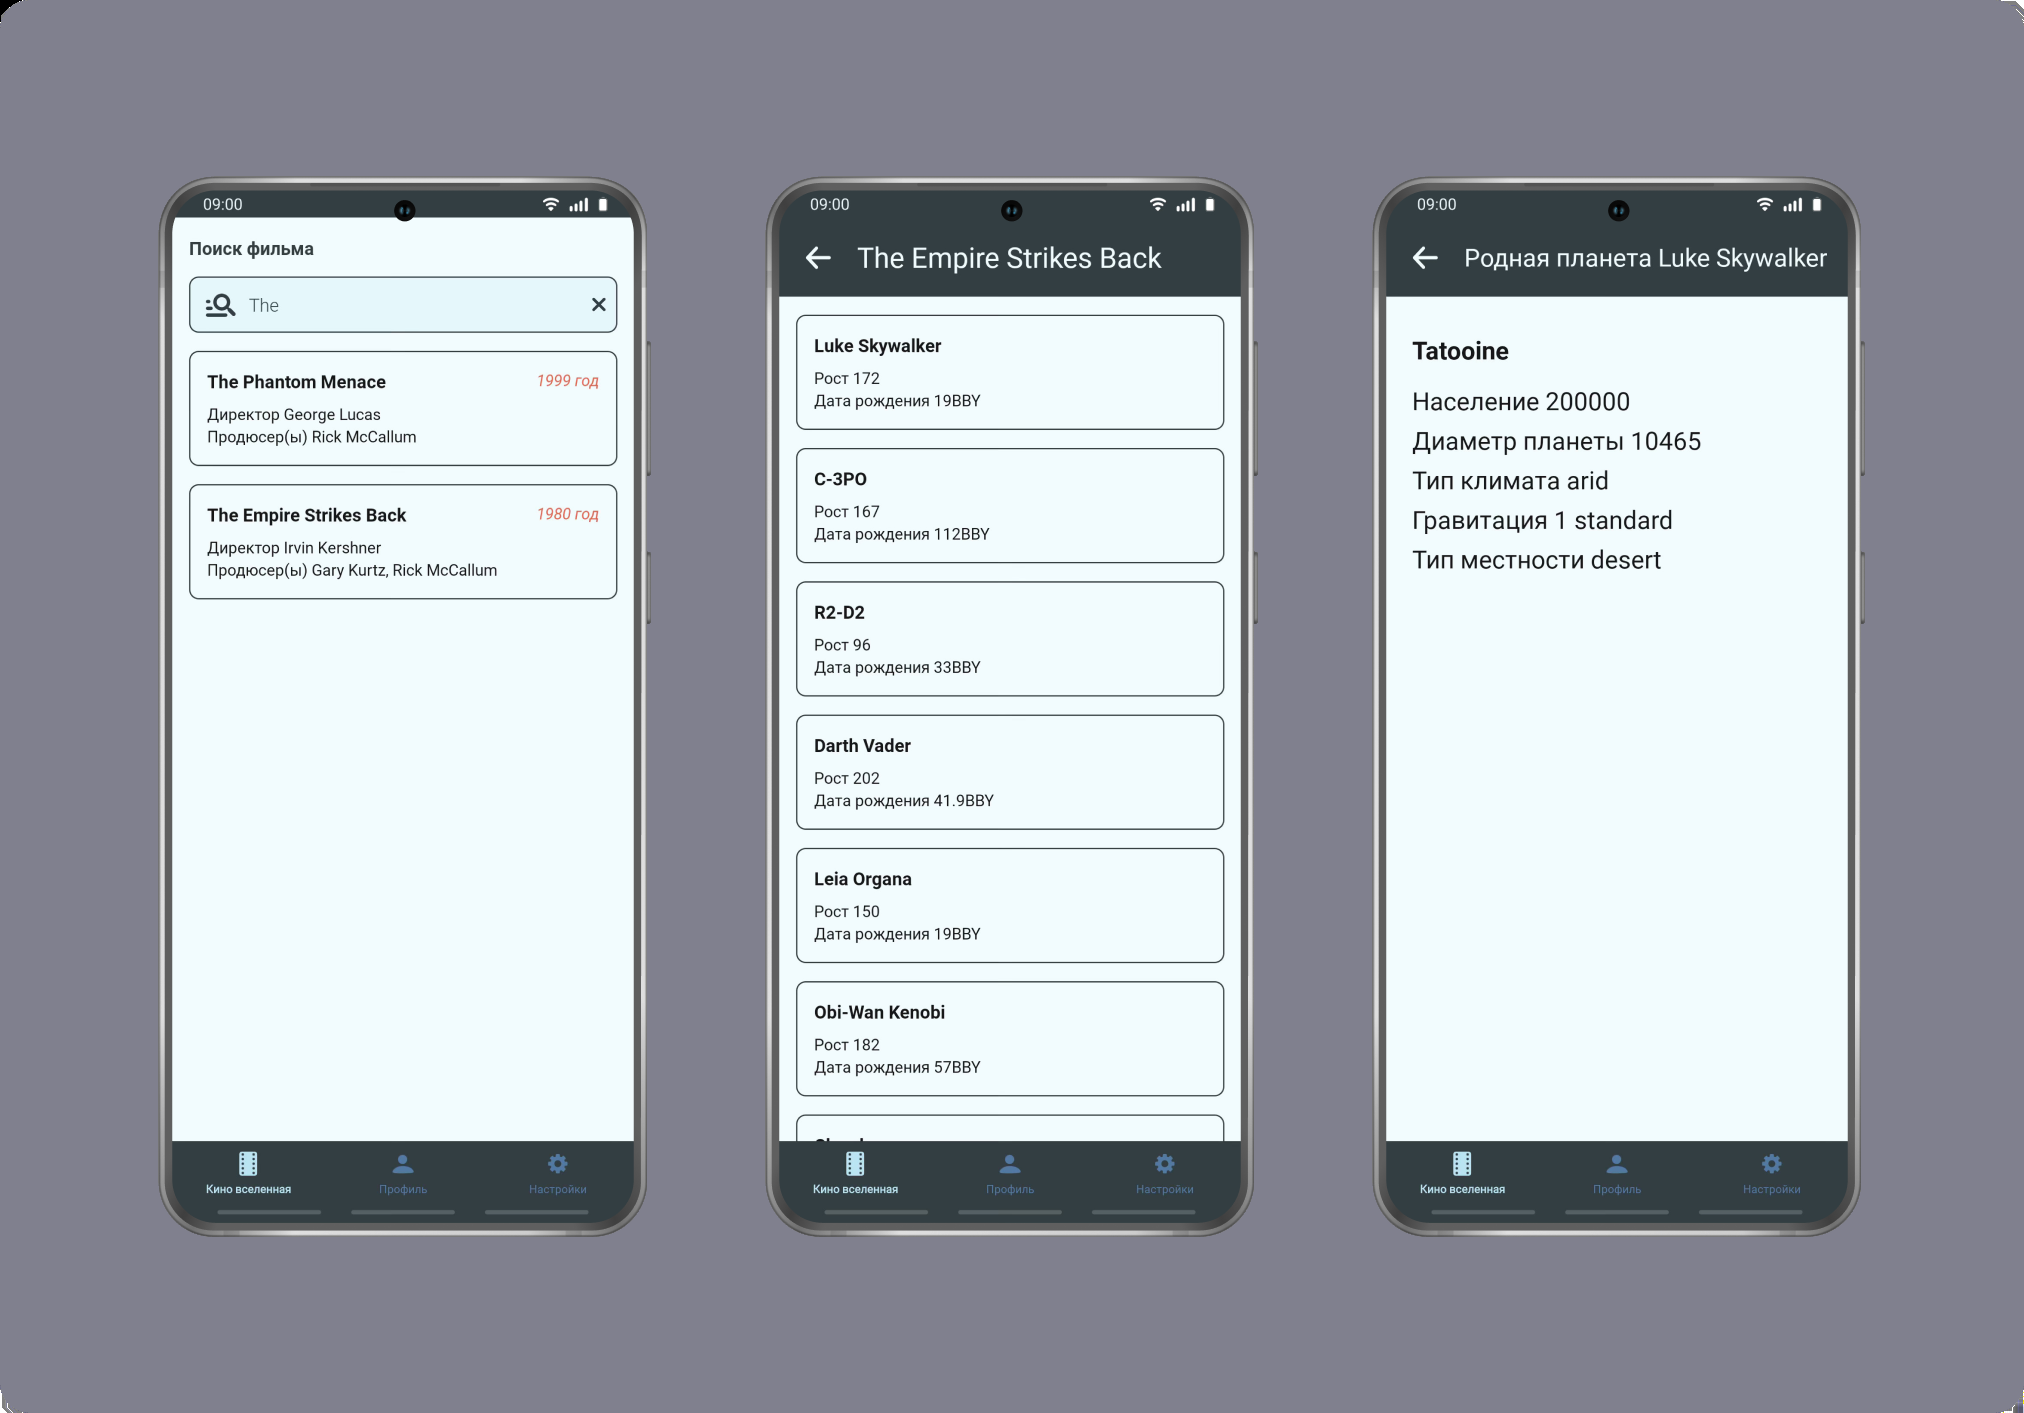 09:00
Поиск фильма
The
The Phantom Menace
1999 год
Директор George Lucas
Продюсер(ы) Rick McCallum
The Empire Strikes Back
1980 год
Директор Irvin Kershner
Продюсер(ы) Gary Kurtz, Rick McCallum
Кино вселенная
Профиль
Настройки
09:00
The Empire Strikes Back
Luke Skywalker
Рост 172
Дата рождения 19BBY
C-3PO
Рост 167
Дата рождения 112BBY
R2-D2
Рост 96
Дата рождения 33BBY
Darth Vader
Рост 202
Дата рождения 41.9BBY
Leia Organa
Рост 150
Дата рождения 19BBY
Obi-Wan Kenobi
Рост 182
Дата рождения 57BBY
Кино вселенная
Профиль
Настройки
09:00
Родная планета Luke Skywalker
Tatooine
Население 200000
Диаметр планеты 10465
Тип климата arid
Гравитация 1 standard
Тип местности desert
Кино вселенная
Профиль
Настройки